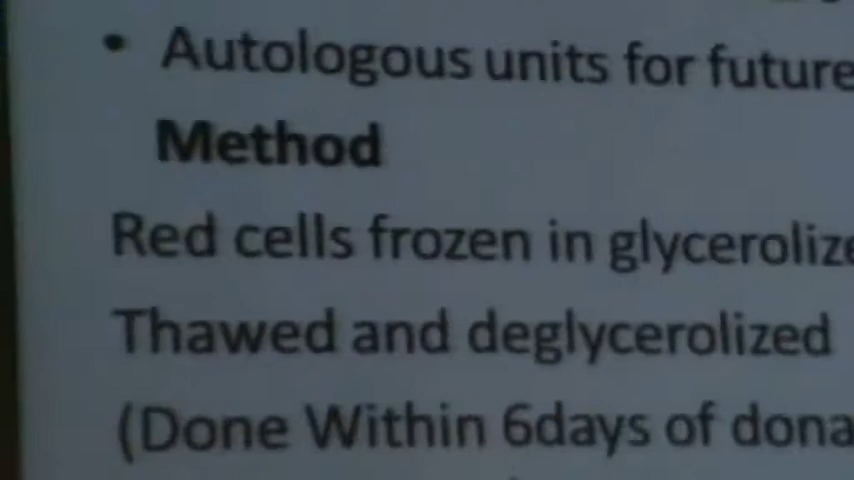 • Autologous units for future
Method
Red cells frozen in glycerolize
Thawed and deglycerolized
(Done Within 6days of dona